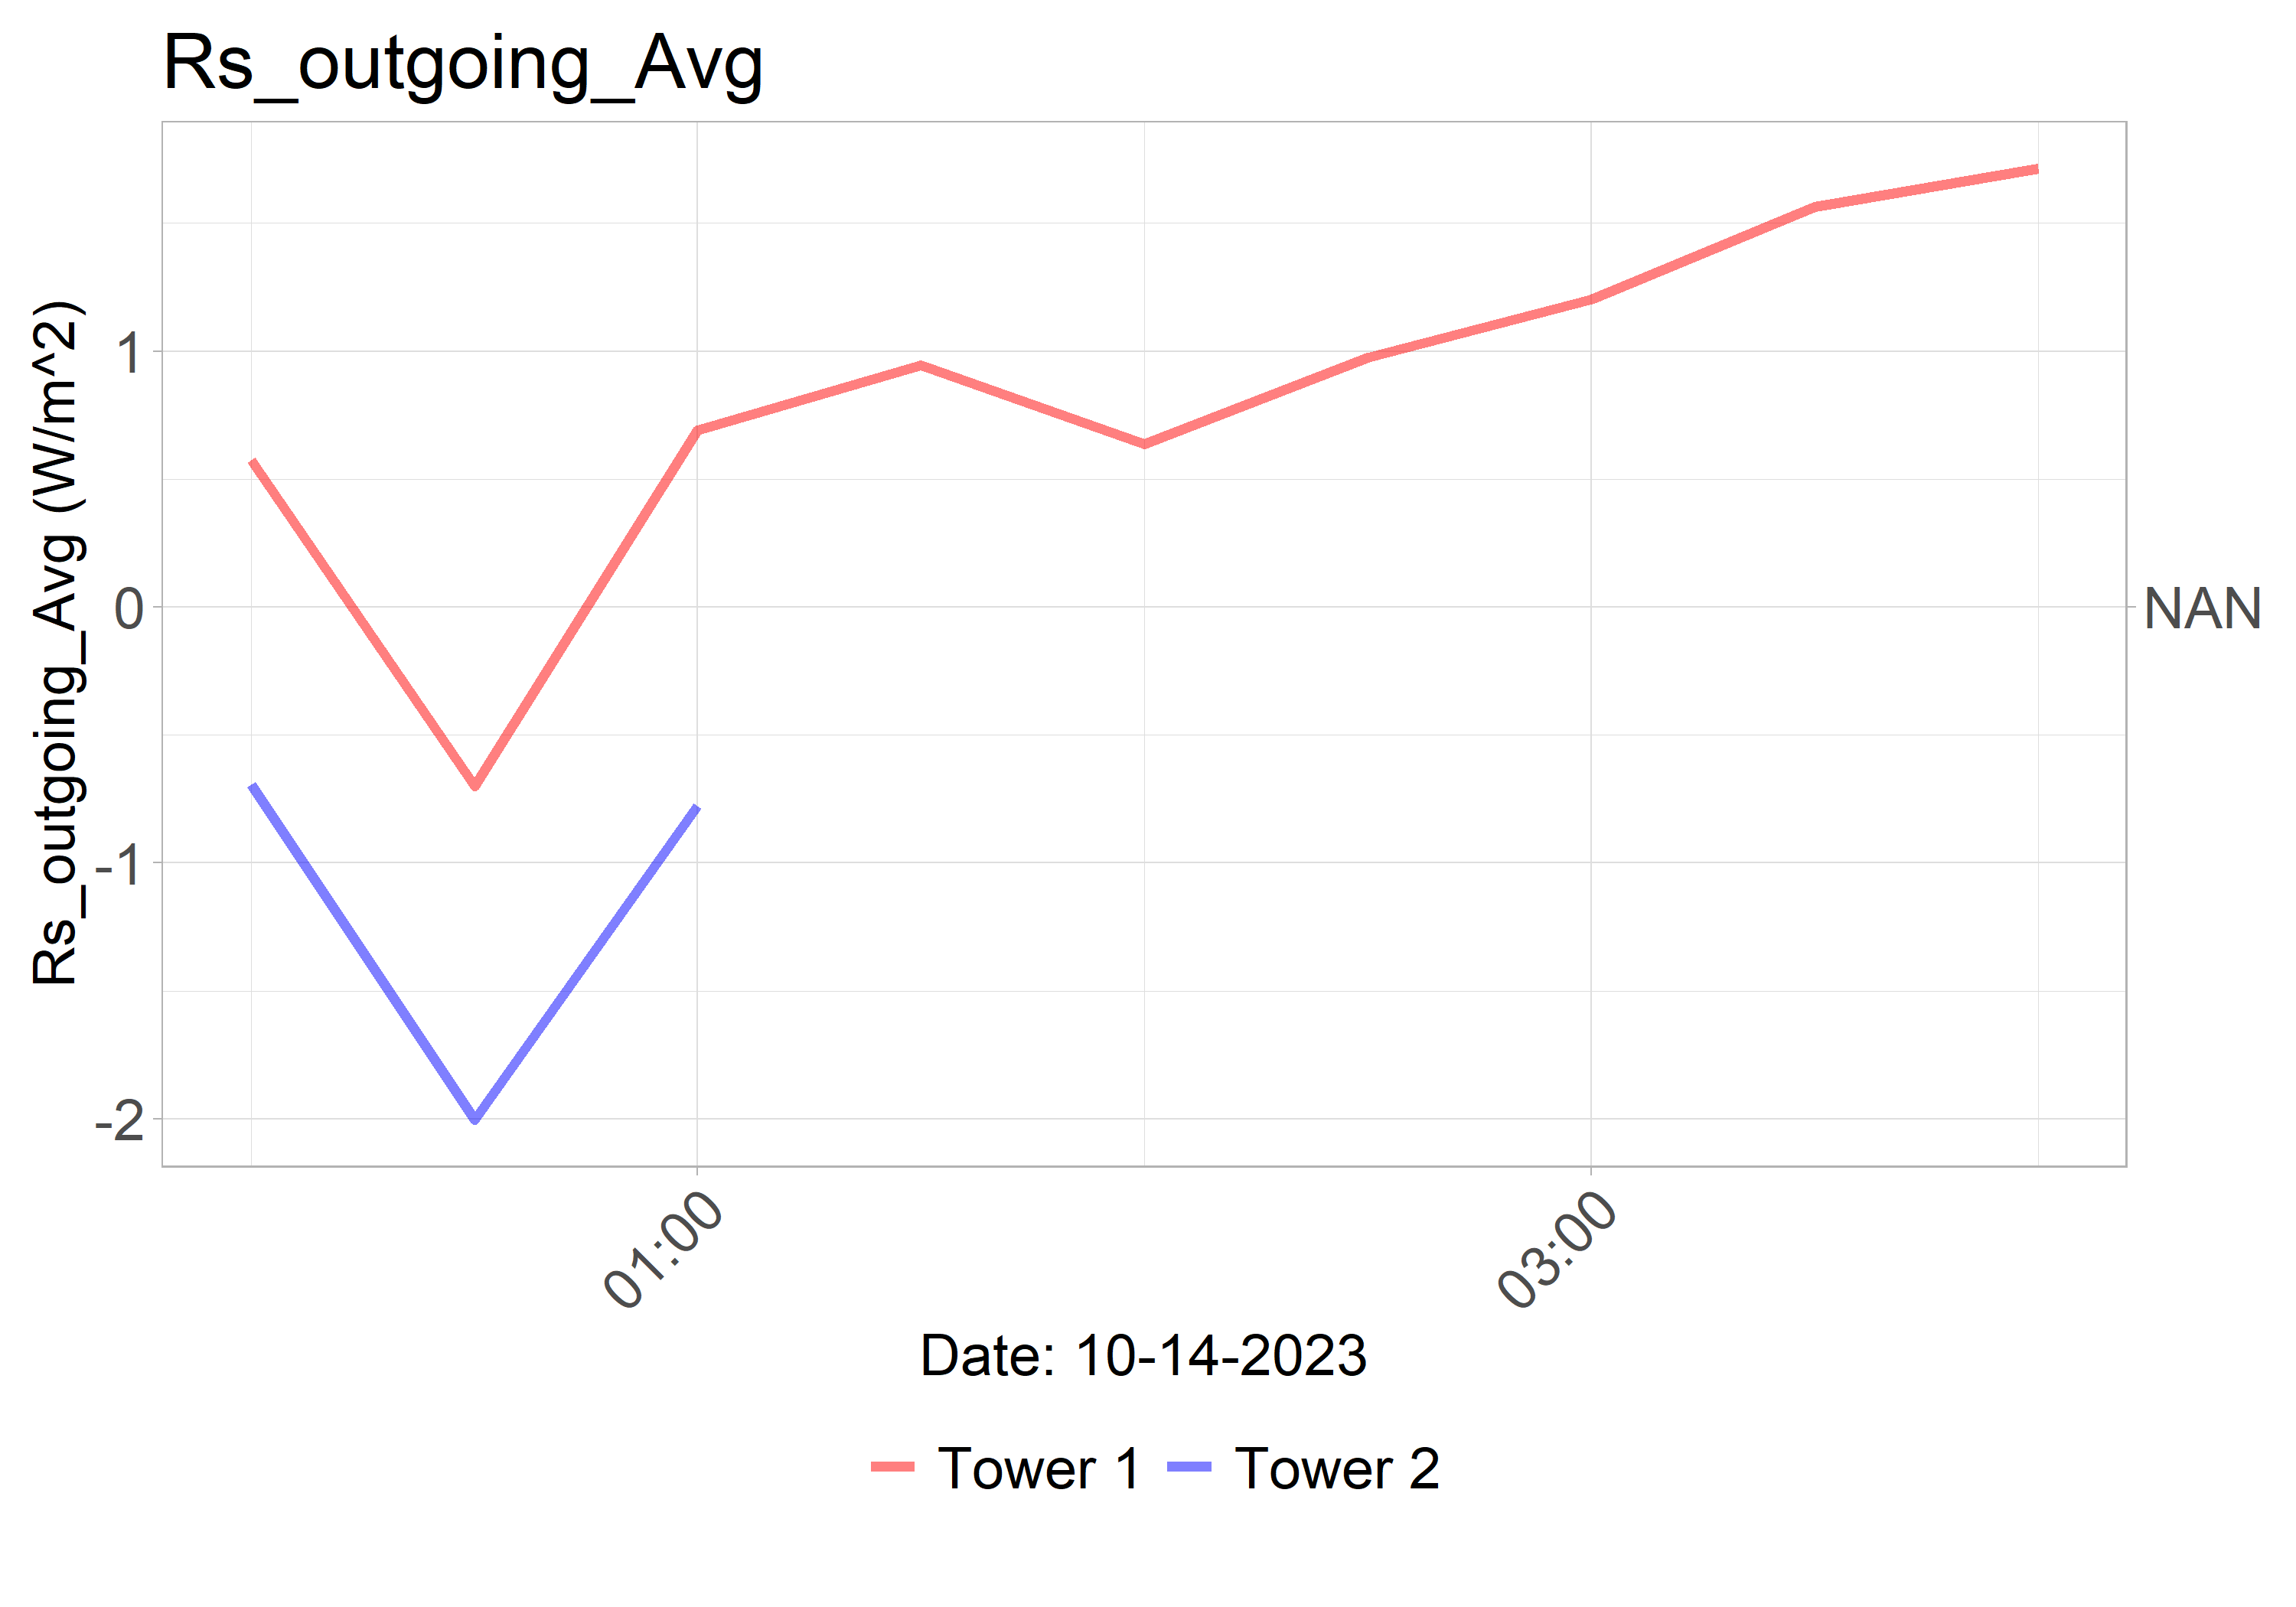 Rs_outgoing_Avg
Rs_outgoing_Avg (W/m^2)
1
0
-1
-2
NAN
01:00
03:00
Date: 10-14-2023
Tower 1
Tower 2